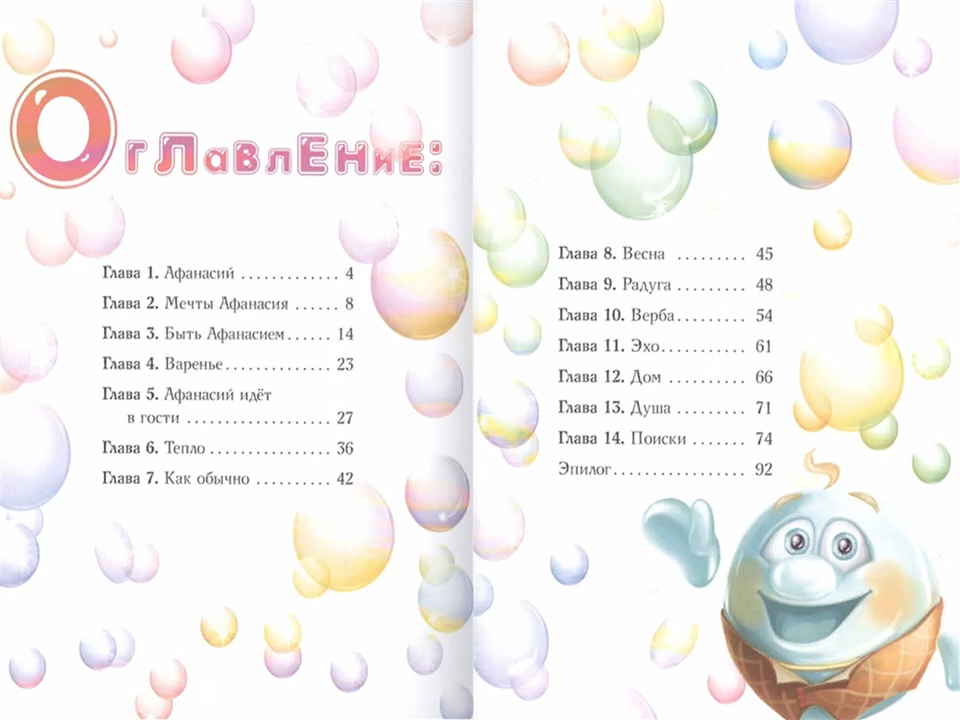 Оглавление:
Глава 1. Афанасий ............. 4
Глава 2. Мечты Афанасия ...... 8
Глава 3. Быть Афанасием...... 14
Глава 4. Варенье.............. 23
Глава 5. Афанасий идёт
в гости .................. 27
Глава 6. Тепло ................ 36
Глава 7. Как обычно .......... 42
Глава 8. Весна ......... 45
Глава 9. Радуга ......... 48
Глава 10. Верба......... 54
Глава 11. Эхо........... 61
Глава 12. Дом .......... 66
Глава 13. Душа ......... 71
Глава 14. Поиски ....... 74
Эпилог................. 92